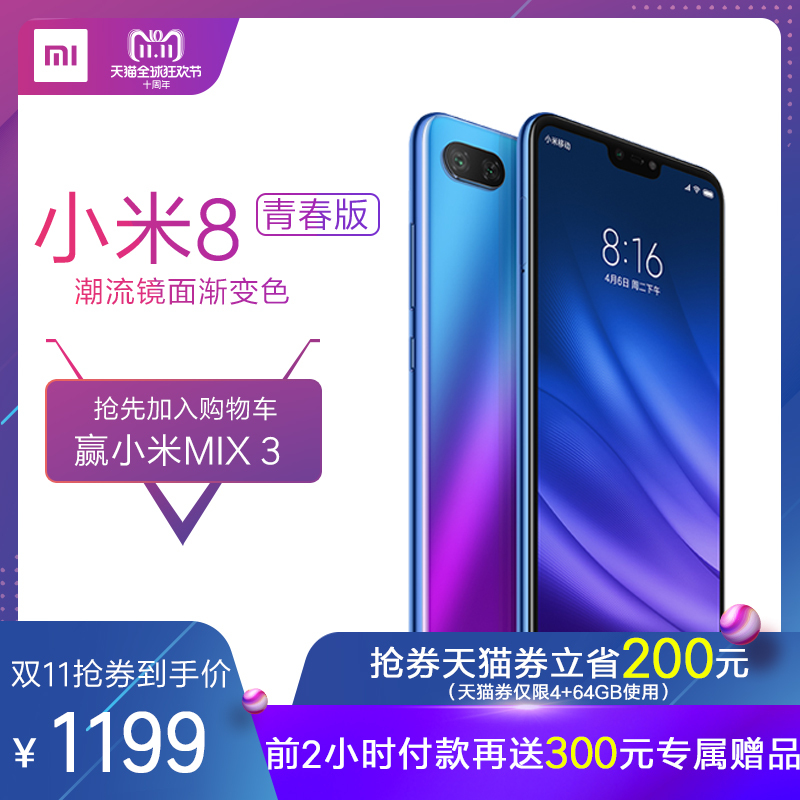 mi
11.11
天猫全球狂欢节
十周年
小米8
青春版
潮流镜面渐变色
抢先加入购物车
赢小米MIX 3
小米移动
8:16
4月6日 周二下午
双11抢券到手价
¥ 1199
抢券天猫券立省200元
（天猫券仅限4+64GB使用）
前2小时付款再送300元专属赠品